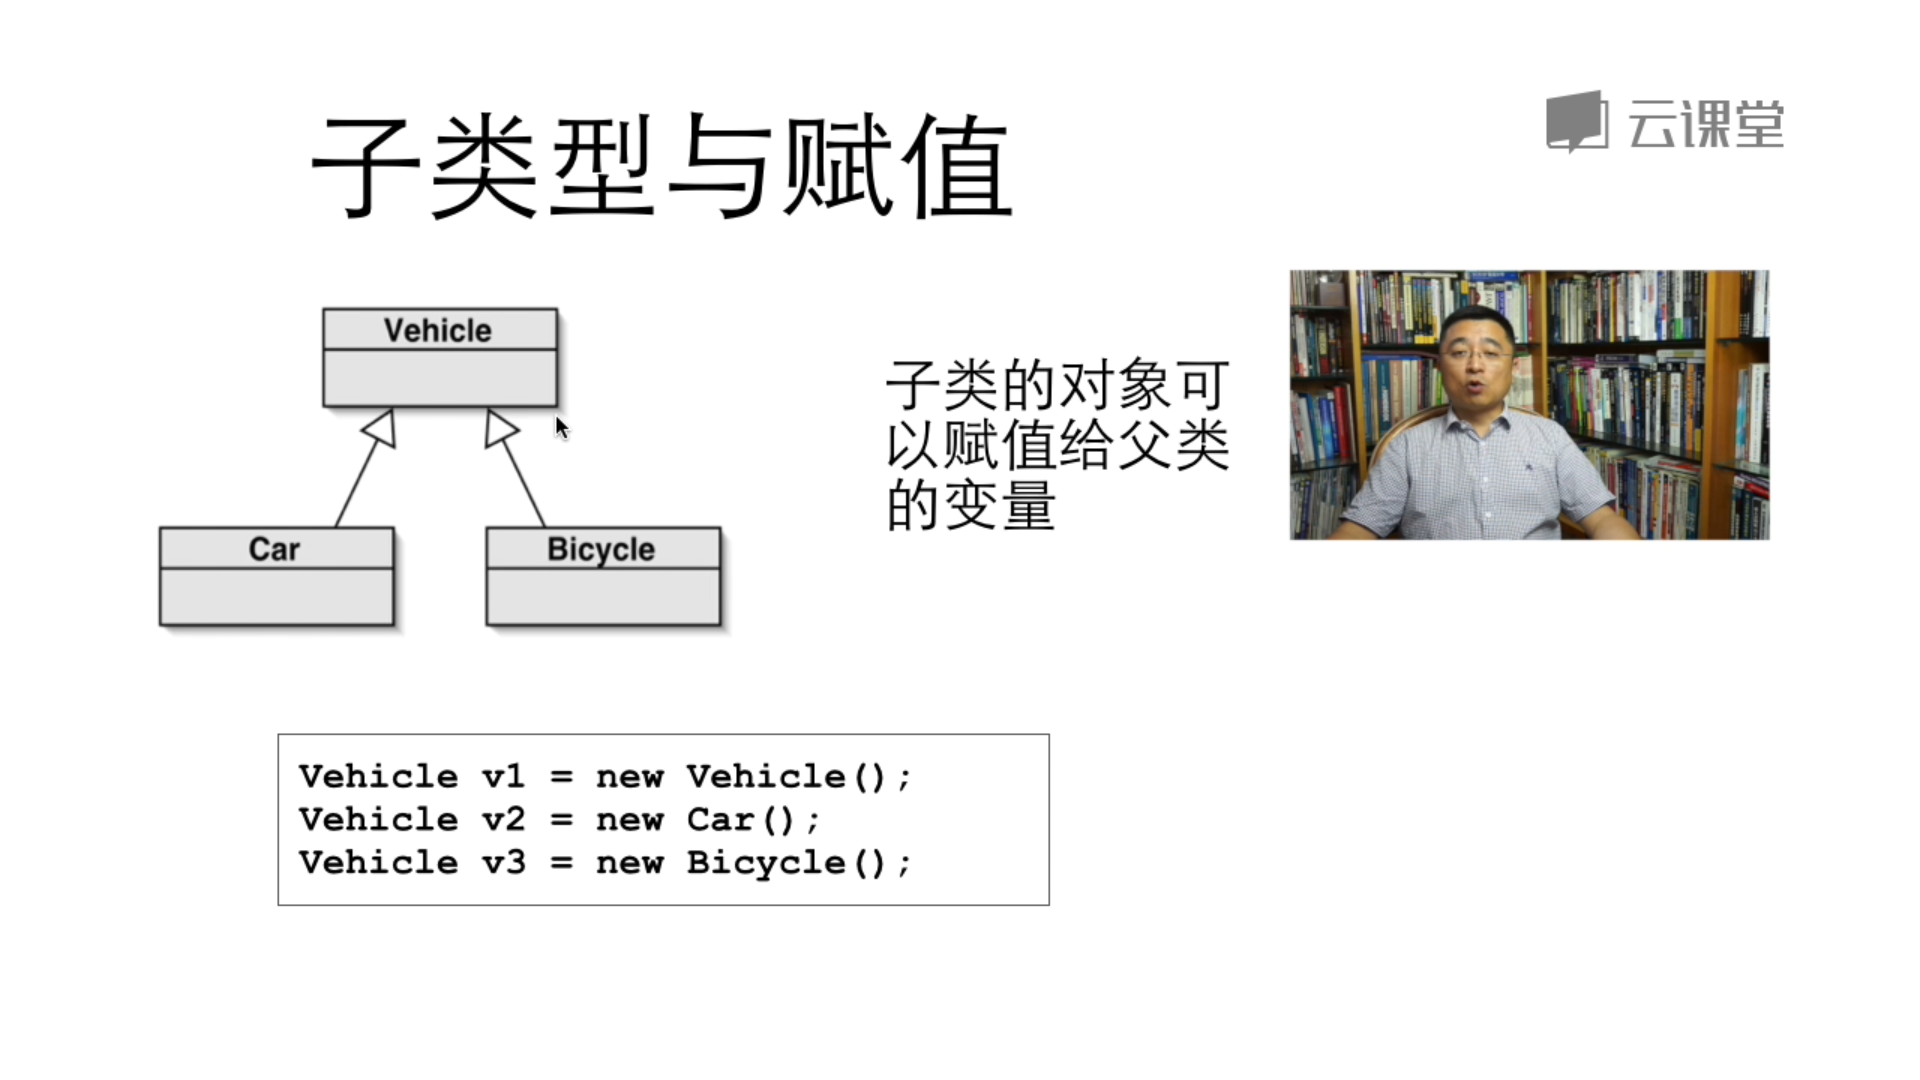 子类型与赋值
云课堂
Vehicle
子类的对象可
以赋值给父类
的变量
Car
Bicycle
Vehicle v1 = new Vehicle();
Vehicle v2 = new Car();
Vehicle v3 = new Bicycle();